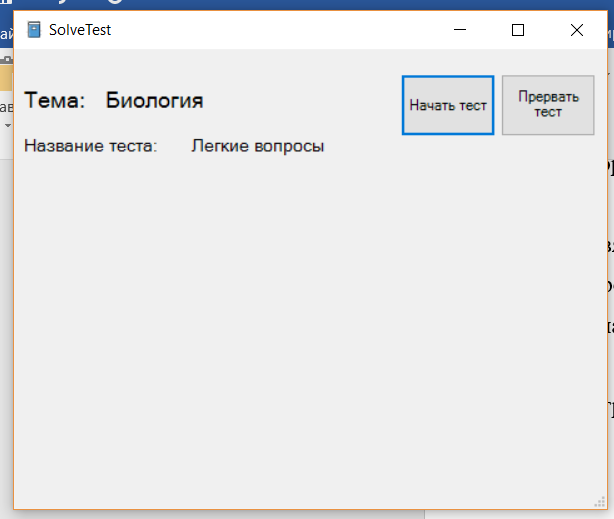 SolveTest
Тема: Биология
Начать тест
Прервать
тест
Название теста: Легкие вопросы